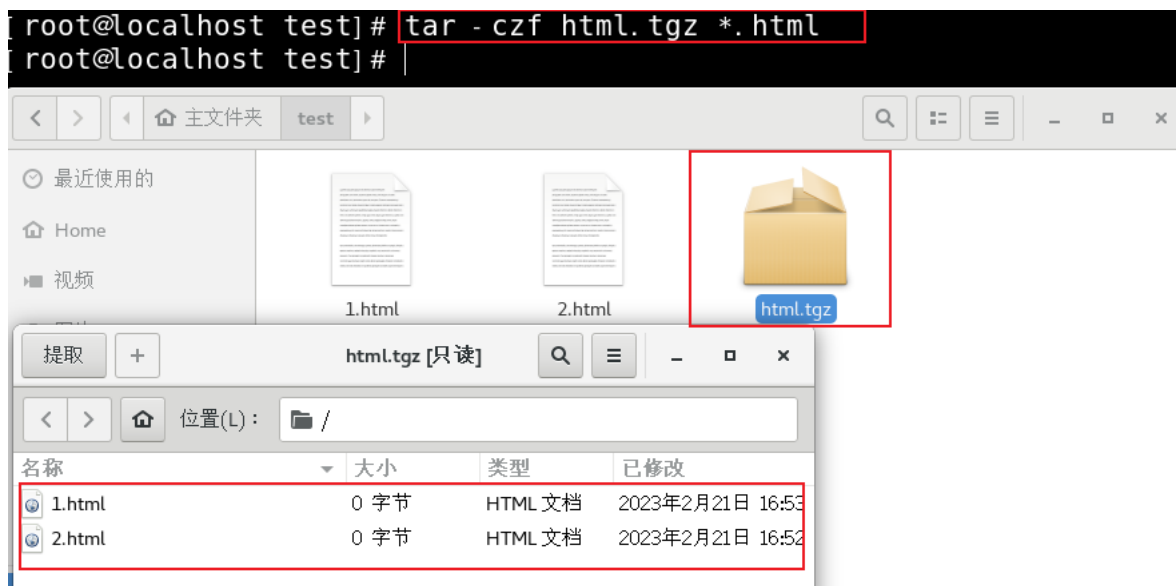 [root@localhost test]# tar -czf html.tgz *.html
[root@localhost test]#
主文件夹 test
最近使用的
Home
视频
1.html 2.html html.tgz
提取 + html.tgz [只读]
位置(L)： /
名称 大小 类型 已修改
1.html 0 字节 HTML 文档 2023年2月21日 16:53
2.html 0 字节 HTML 文档 2023年2月21日 16:52